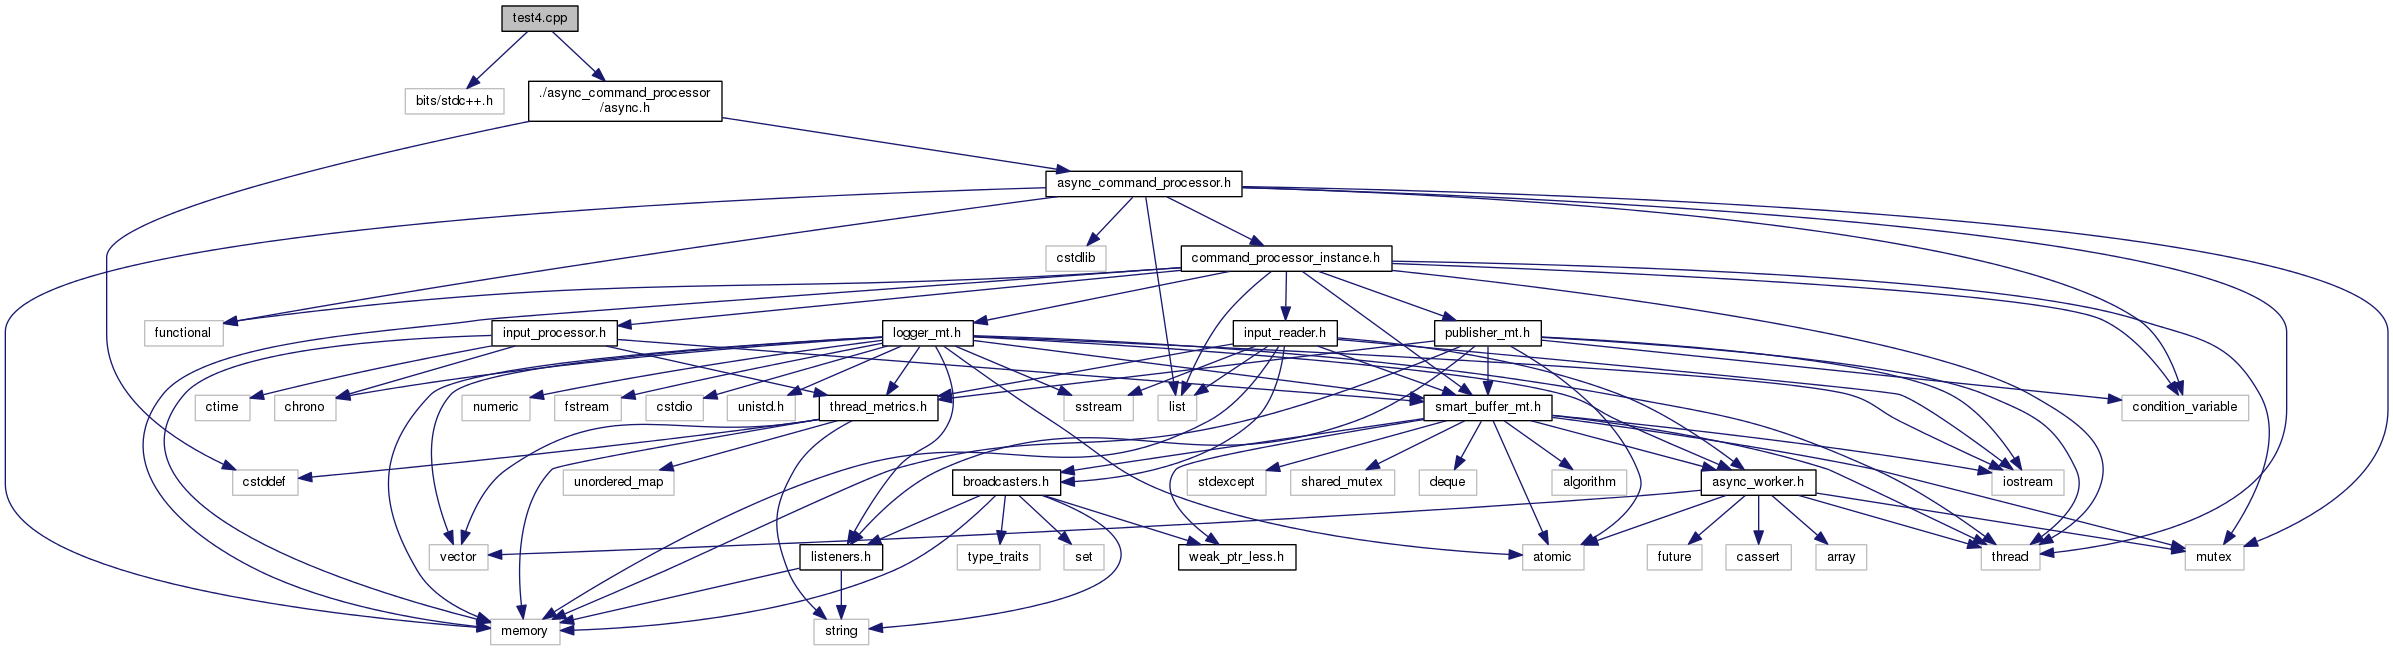 test4.cpp
bits/stdc++.h
./async_command_processor
/async.h
async_command_processor.h
cstdlib
command_processor_instance.h
functional
input_processor.h
logger_mt.h
input_reader.h
publisher_mt.h
ctime
chrono
numeric
fstream
cstdio
unistd.h
thread_metrics.h
sstream
list
smart_buffer_mt.h
condition_variable
cstddef
unordered_map
broadcasters.h
stdexcept
shared_mutex
deque
algorithm
async_worker.h
iostream
vector
listeners.h
type_traits
set
weak_ptr_less.h
atomic
future
cassert
array
thread
mutex
memory
string